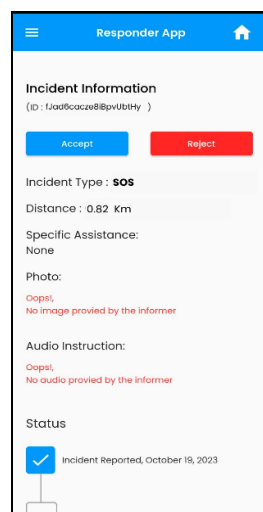 Responder App
Incident Information
(ID : fJad6cacze8iBpvUbtHy )
Accept
Reject
Incident Type : SOS
Distance : 0.82 Km
Specific Assistance:
None
Photo:
Oops!,
No image provied by the informer
Audio Instruction:
Oops!,
No audio provied by the informer
Status
Incident Reported, October 19, 2023